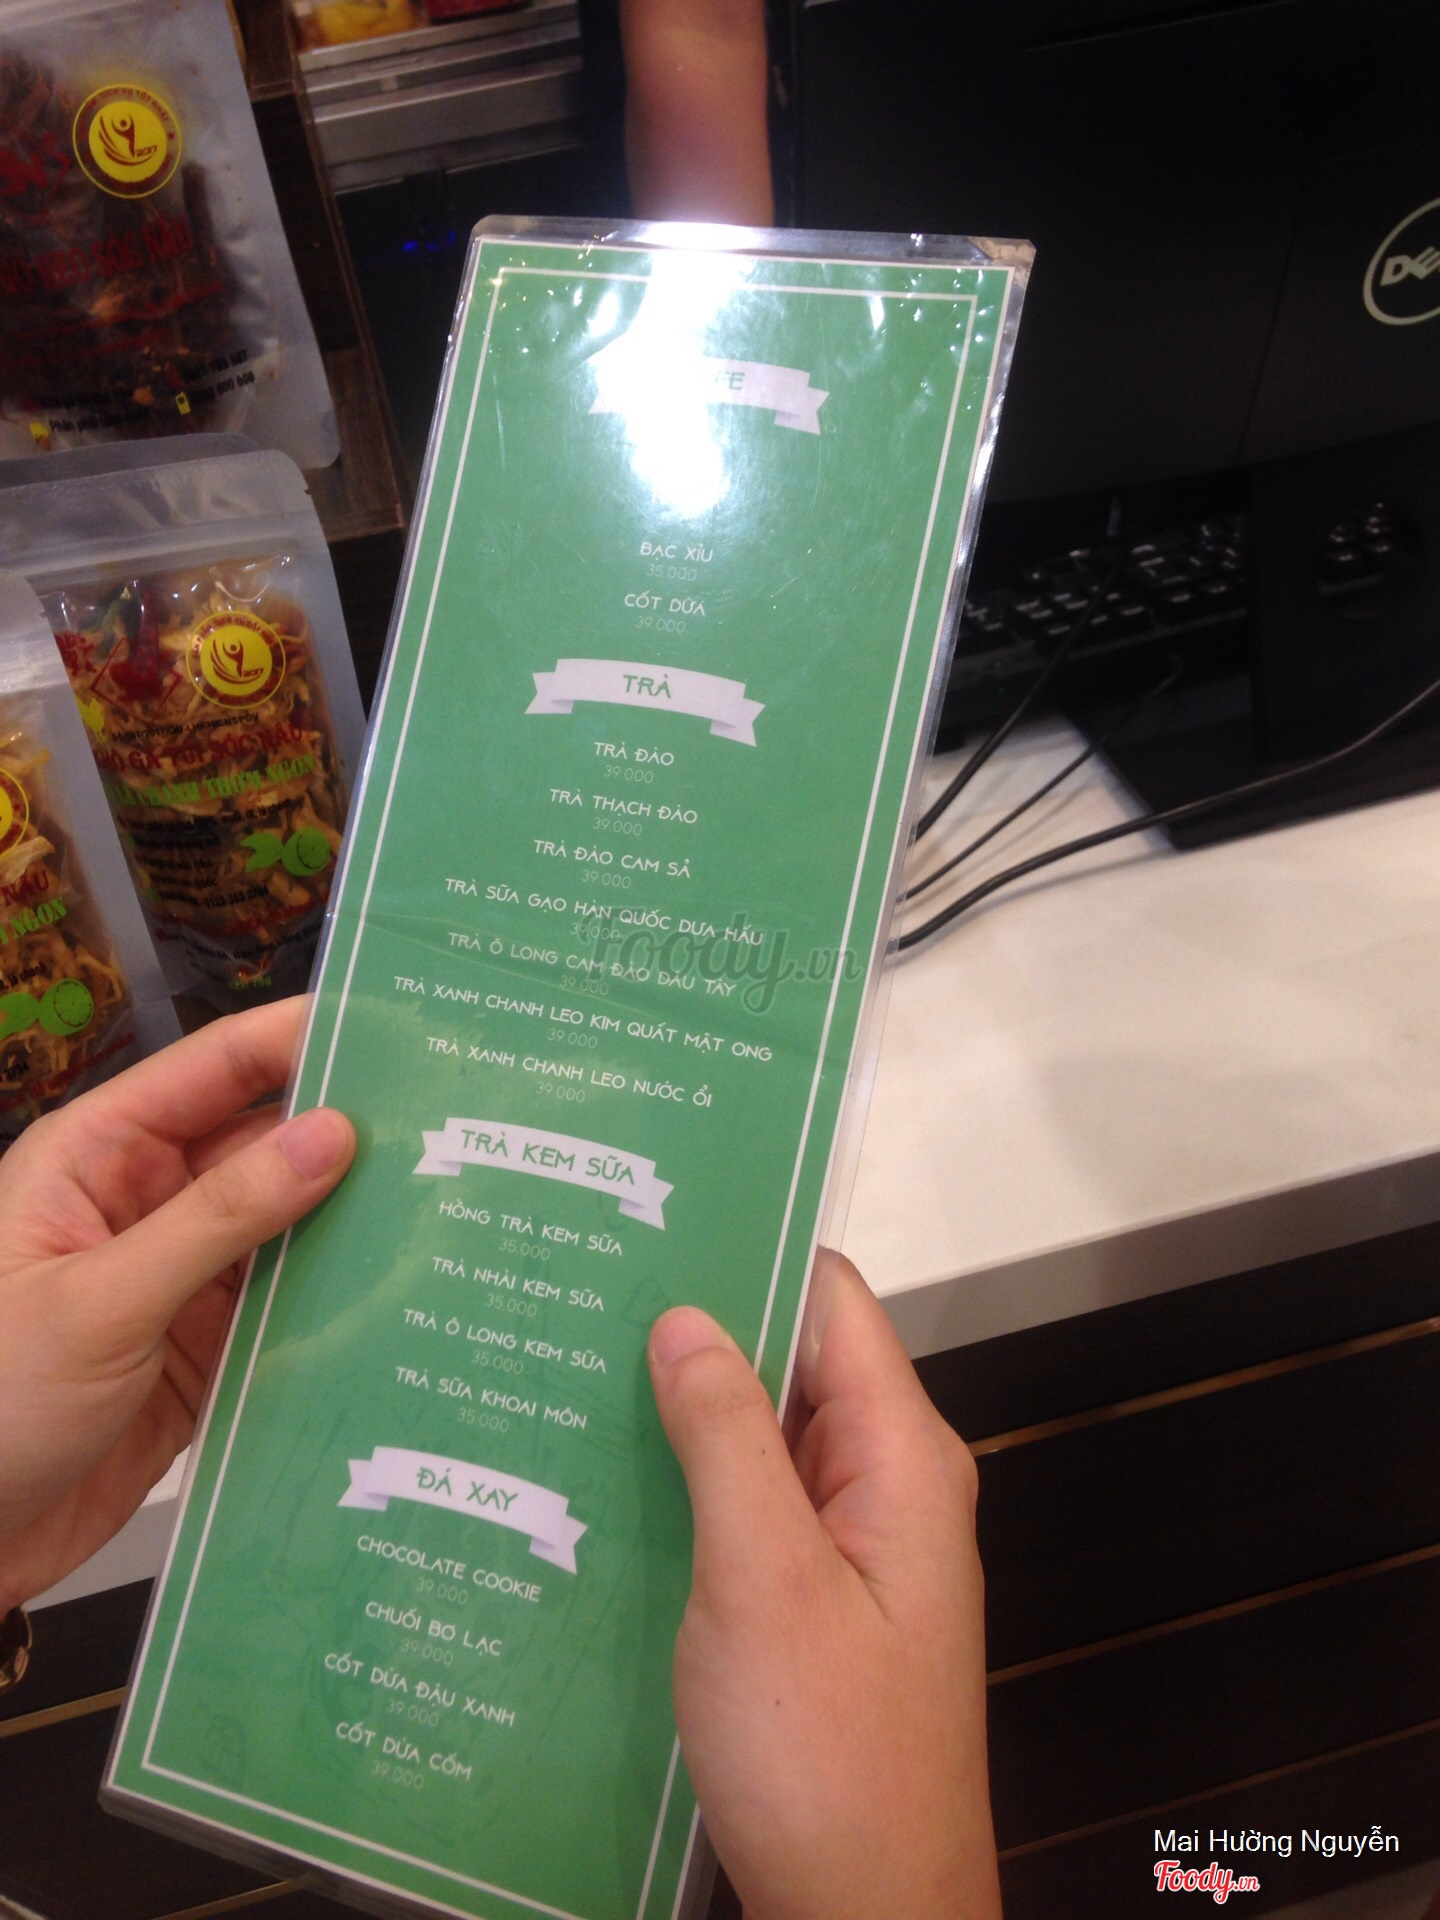 BẠC XỈU
35.000
CỐT DỪA
39.000
TRÀ
TRÀ ĐÀO
39.000
TRÀ THẠCH ĐÀO
39.000
TRÀ ĐÀO CAM SẢ
39.000
TRÀ SỮA GẠO HÀN QUỐC DƯA HẤU
39.000
TRÀ Ô LONG CAM ĐÀO DÂU TÂY
39.000
TRÀ XANH CHANH LEO KIM QUẤT MẬT ONG
39.000
TRÀ XANH CHANH LEO NƯỚC ỔI
39.000
TRÀ KEM SỮA
HỒNG TRÀ KEM SỮA
35.000
TRÀ NHÀI KEM SỮA
35.000
TRÀ Ô LONG KEM SỮA
35.000
TRÀ SỮA KHOAI MÔN
35.000
ĐÁ XAY
CHOCOLATE COOKIE
39.000
CHUỐI BƠ LẠC
39.000
CỐT DỪA ĐẬU XANH
39.000
CỐT DỪA CỐM
39.000
Foody.vn
DELL
Mai Hường Nguyễn
Foody.vn